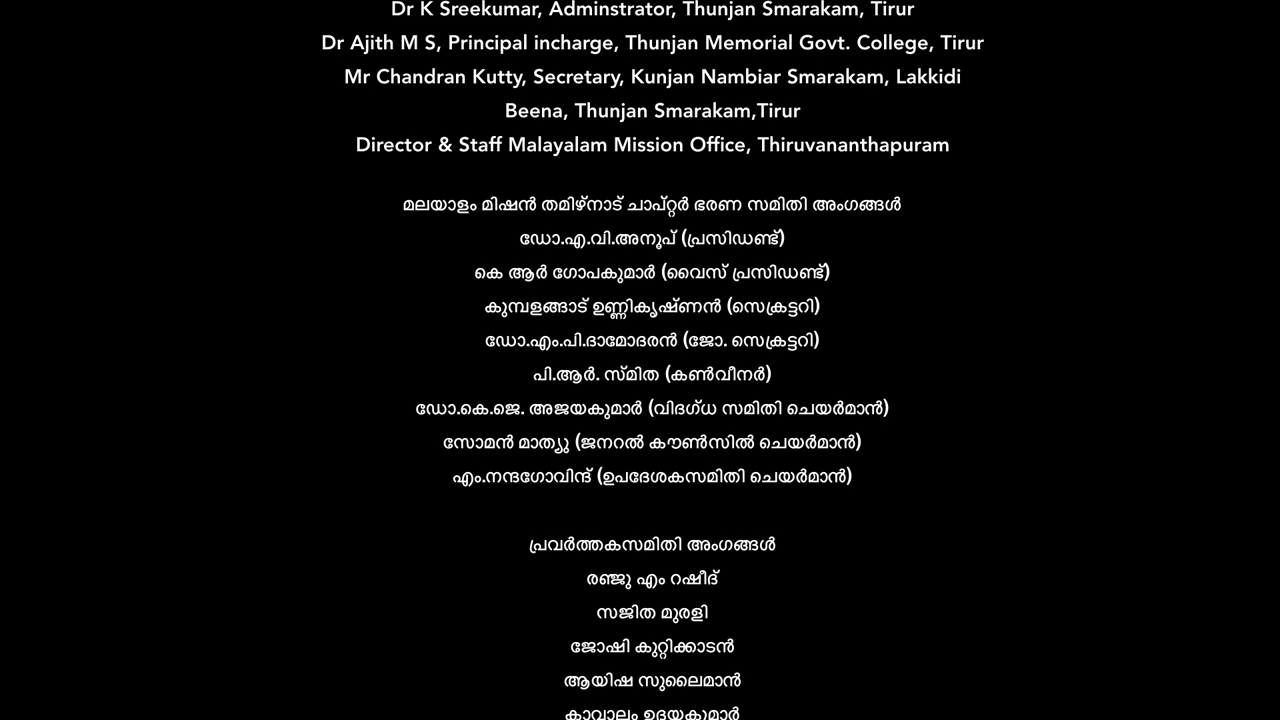 Dr K Sreekumar, Adminstrator, Thunjan Smarakam, Tirur
Dr Ajith M S, Principal incharge, Thunjan Memorial Govt. College, Tirur
Mr Chandran Kutty, Secretary, Kunjan Nambiar Smarakam, Lakkidi
Beena, Thunjan Smarakam,Tirur
Director & Staff Malayalam Mission Office, Thiruvananthapuram
മലയാളം മിഷൻ തമിഴ്നാട് ചാപ്റ്റർ ഭരണ സമിതി അംഗങ്ങൾ
ഡോ.എ.വി.അനൂപ് (പ്രസിഡണ്ട്)
കെ ആർ ഗോപകുമാർ (വൈസ് പ്രസിഡണ്ട്)
കുമ്പളങ്ങാട് ഉണ്ണികൃഷ്ണൻ (സെക്രട്ടറി)
ഡോ.എം.പി.ദാമോദരൻ (ജോ. സെക്രട്ടറി)
പി.ആർ. സ്മിത (കൺവീനർ)
ഡോ.കെ.ജെ. അജയകുമാർ (വിദഗ്ധ സമിതി ചെയർമാൻ)
സോമൻ മാത്യു (ജനറൽ കൗൺസിൽ ചെയർമാൻ)
എം.നന്ദഗോവിന്ദ് (ഉപദേശകസമിതി ചെയർമാൻ)
പ്രവർത്തകസമിതി അംഗങ്ങൾ
രഞ്ജു എം റഷീദ്
സജിത മുരളി
ജോഷി കുറ്റിക്കാടൻ
ആയിഷ സുലൈമാൻ
കാവാലം ഉദയകുമാർ